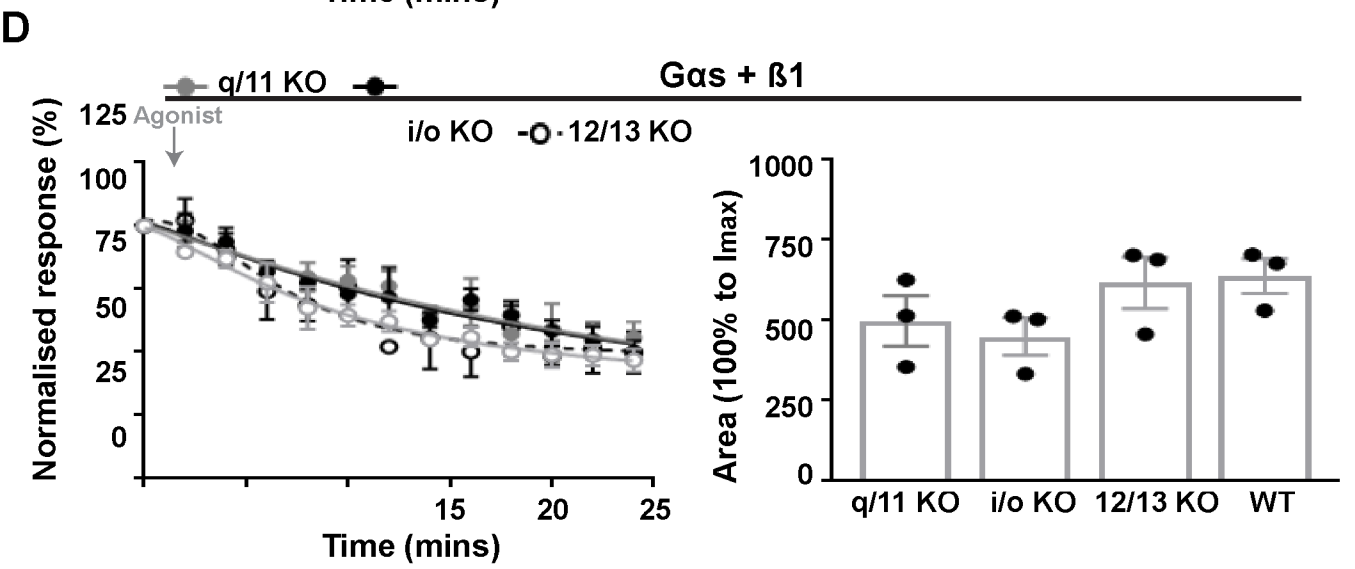 Time (mins)
D
q/11 KO
Gαs + ß1
Agonist
i/o KO
12/13 KO
125
100
75
50
25
0
Normalised response (%)
15
20
25
Time (mins)
1000
750
500
250
0
Area (100% to Imax)
q/11 KO
i/o KO
12/13 KO
WT